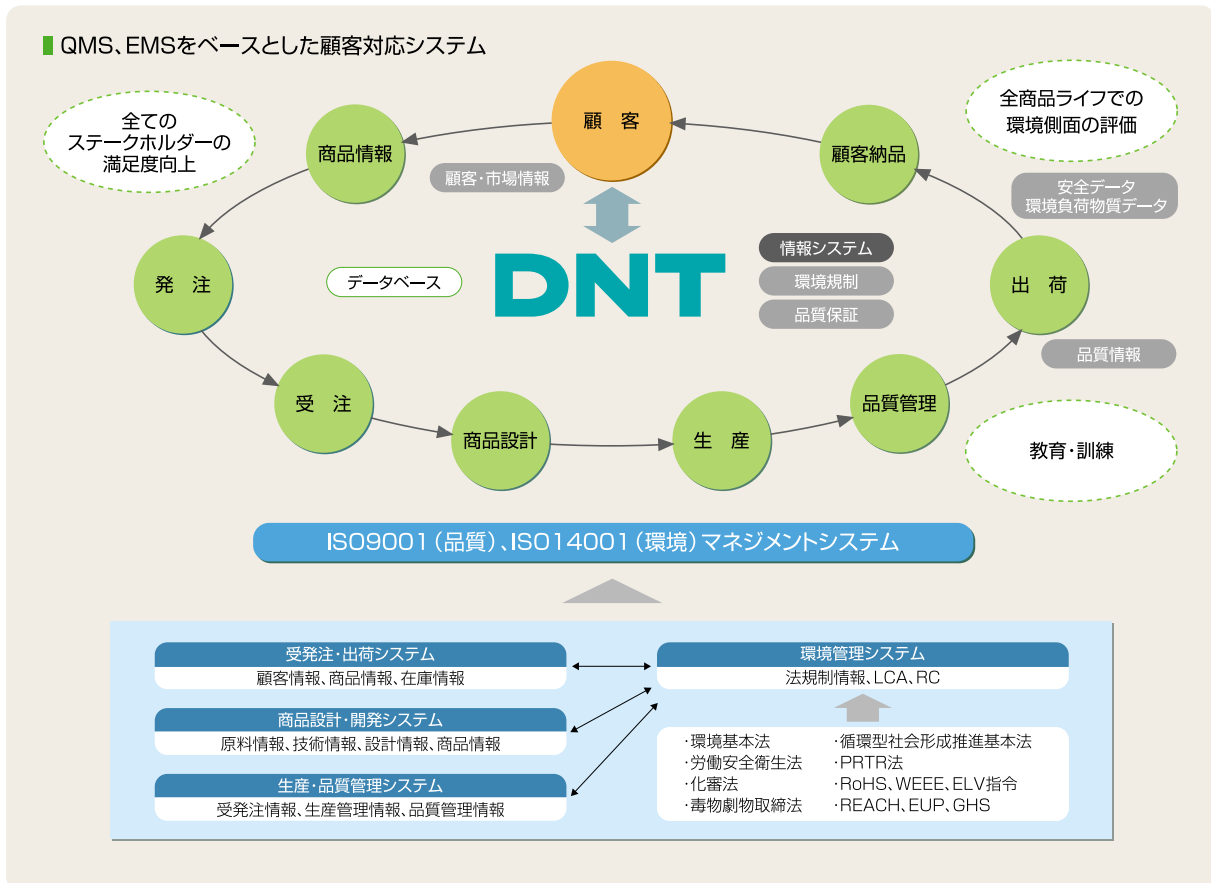 QMS、EMSをベースとした顧客対応システム
全ての
ステークホルダーの
満足度向上
商品情報
顧　客
顧客・市場情報
顧客納品
全商品ライフでの
環境側面の評価
安全データ
環境負荷物質データ
発　注
データベース
DNT
情報システム
環境規制
品質保証
出　荷
品質情報
受　注
商品設計
生　産
品質管理
教育・訓練
ISO9001（品質）、ISO14001（環境）マネジメントシステム
受発注・出荷システム
顧客情報、商品情報、在庫情報
商品設計・開発システム
原料情報、技術情報、設計情報、商品情報
生産・品質管理システム
受発注情報、生産管理情報、品質管理情報
環境管理システム
法規制情報、LCA、RC
・環境基本法
・労働安全衛生法
・化審法
・毒物劇物取締法
・循環型社会形成推進基本法
・PRTR法
・RoHS、WEEE、ELV指令
・REACH、EUP、GHS